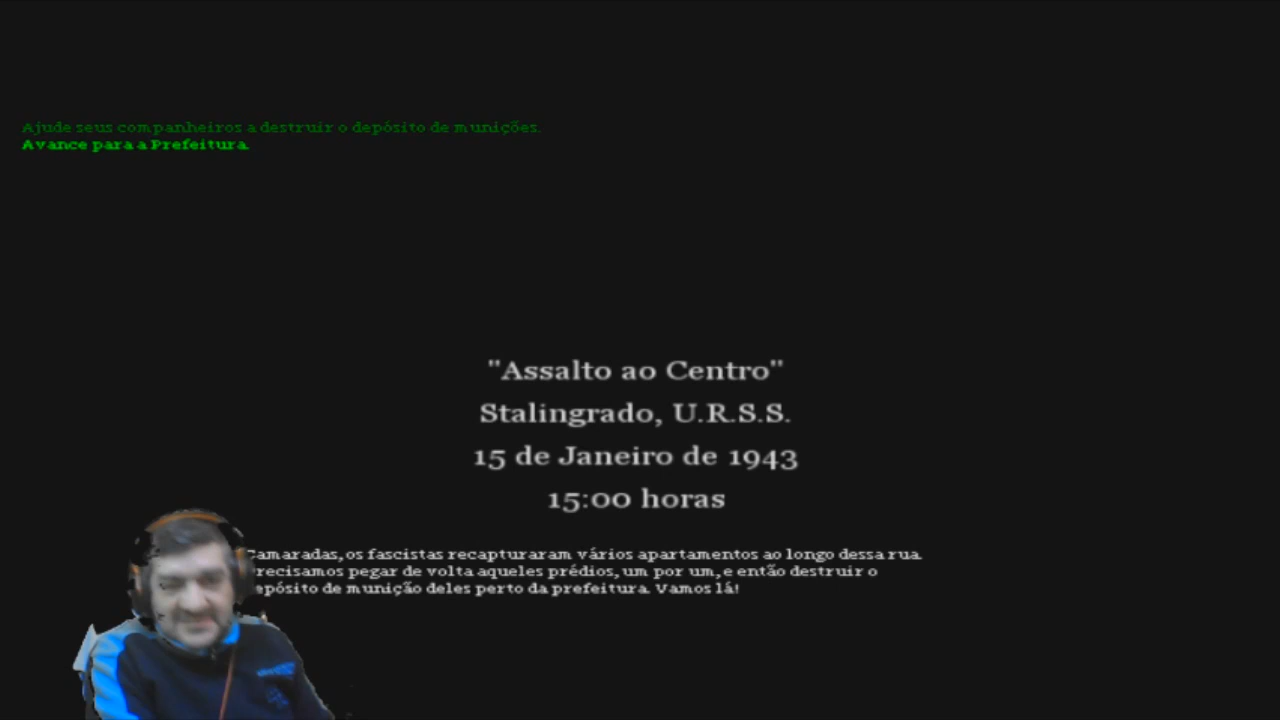 Ajude seus companheiros a destruir o depósito de munições.
Avance para a Prefeitura.
"Assalto ao Centro"
Stalingrado, U.R.S.S.
15 de Janeiro de 1943
15:00 horas
Camaradas, os fascistas recapturaram vários apartamentos ao longo dessa rua.
recisamos pegar de volta aqueles prédios, um por um, e então destruir o
epósito de munição deles perto da prefeitura. Vamos lá!